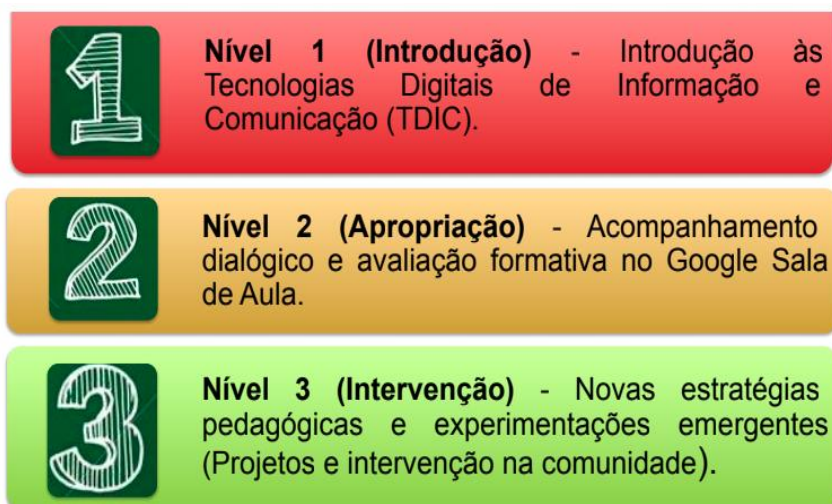 1
Nível 1 (Introdução) - Introdução às
Tecnologias Digitais de Informação e
Comunicação (TDIC).
2
Nível 2 (Apropriação) - Acompanhamento
dialógico e avaliação formativa no Google Sala
de Aula.
3
Nível 3 (Intervenção) - Novas estratégias
pedagógicas e experimentações emergentes
(Projetos e intervenção na comunidade).